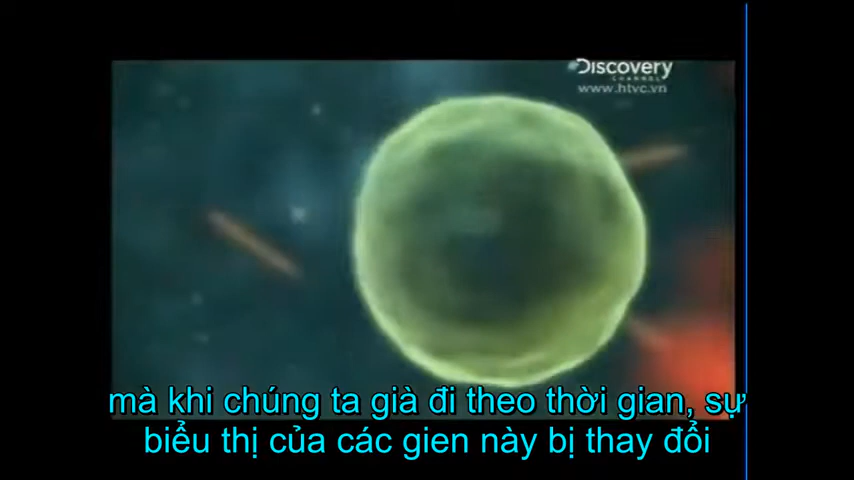 Discovery
CHANNEL
www.htvc.vn
mà khi chúng ta già đi theo thời gian, sự
biểu thị của các gien này bị thay đổi